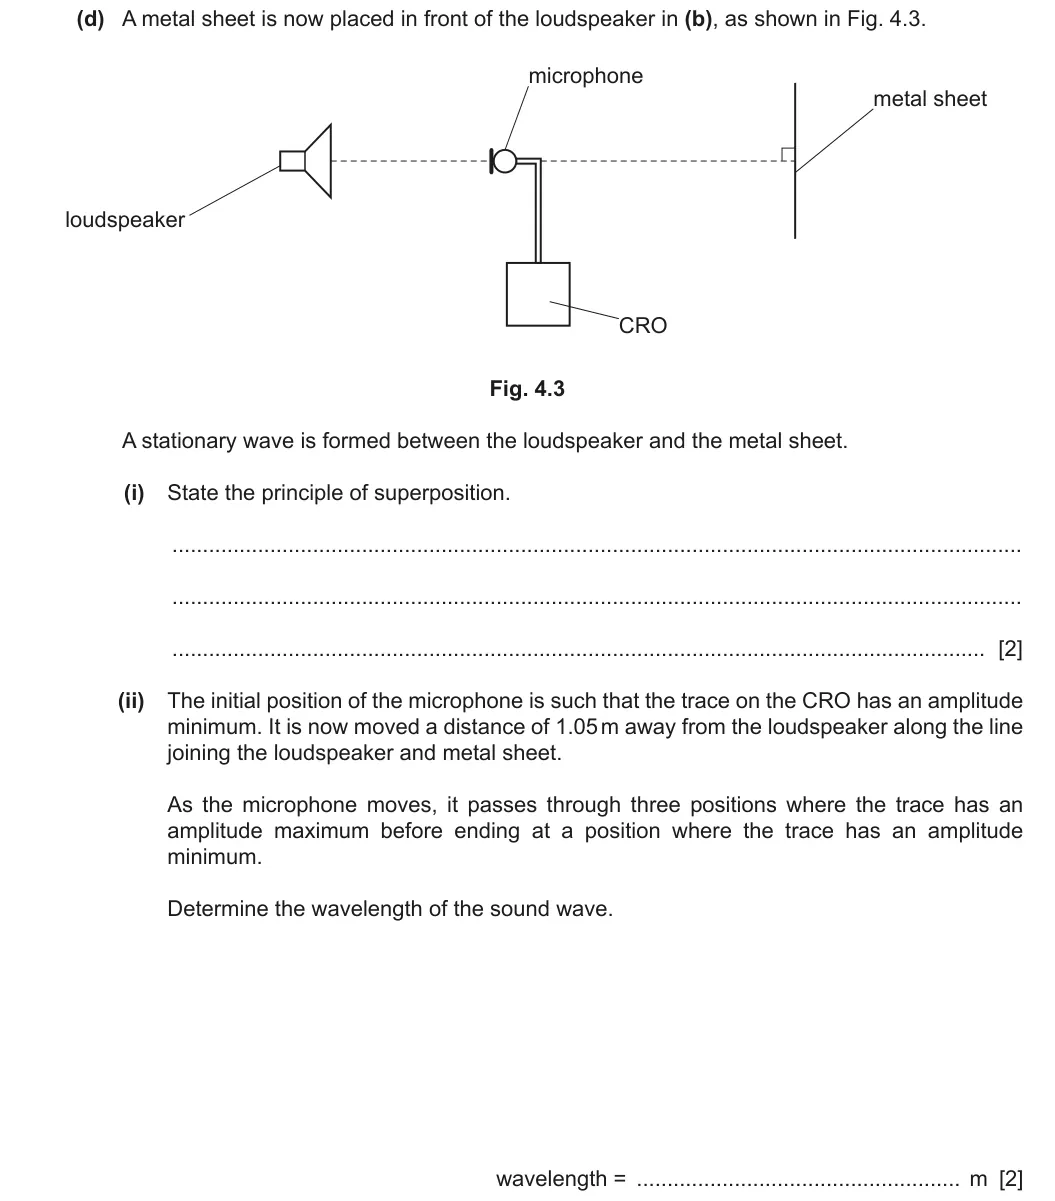 (d) A metal sheet is now placed in front of the loudspeaker in (b), as shown in Fig. 4.3.
microphone
metal sheet
loudspeaker
CRO
Fig. 4.3
A stationary wave is formed between the loudspeaker and the metal sheet.
(i) State the principle of superposition.
..........................................................................................................................................
..........................................................................................................................................
.................................................................................................................................... [2]
(ii) The initial position of the microphone is such that the trace on the CRO has an amplitude
minimum. It is now moved a distance of 1.05 m away from the loudspeaker along the line
joining the loudspeaker and metal sheet.
As the microphone moves, it passes through three positions where the trace has an
amplitude maximum before ending at a position where the trace has an amplitude
minimum.
Determine the wavelength of the sound wave.
wavelength = ..................................................... m [2]